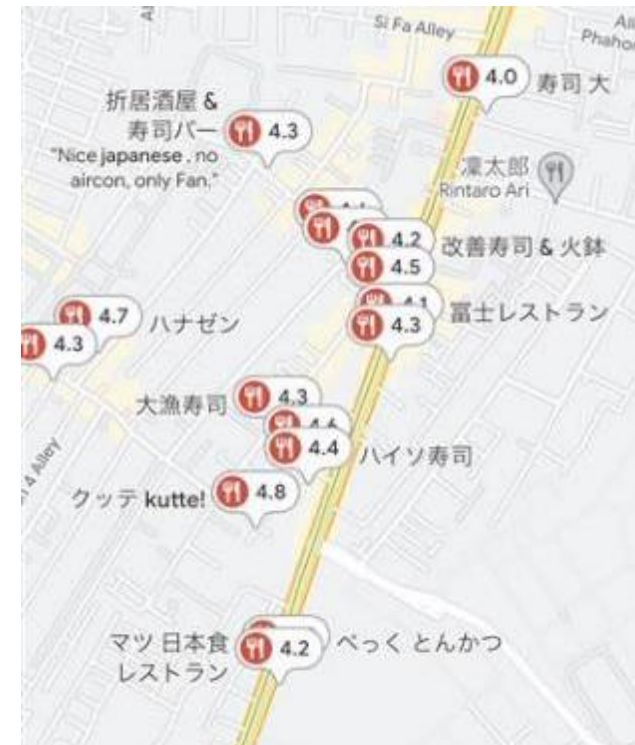 Si Fa Alley
All
Phahon
4.0
寿司 大
折居酒屋 &
寿司バー
4.3
"Nice japanese . no
aircon, only Fan."
凜太郎
Rintaro Ari
4.2
改善寿司 & 火鉢
4.5
4.1
冨士レストラン
4.3
4.7
ハナゼン
4.3
大漁寿司
4.3
4.6
4.4
ハイソ寿司
4 Alley
クッテ kutte!
4.8
マツ 日本食
レストラン
4.2
べっく とんかつ